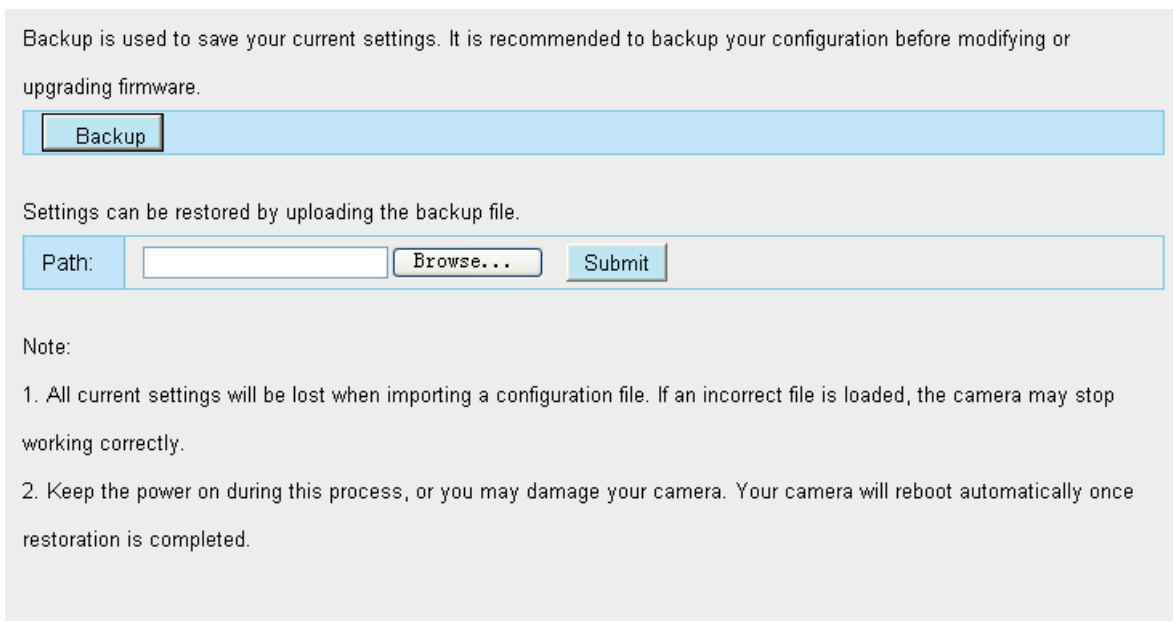 Backup is used to save your current settings. It is recommended to backup your configuration before modifying or
upgrading firmware.
Backup
Settings can be restored by uploading the backup file.
Path: Browse... Submit
Note:
1. All current settings will be lost when importing a configuration file. If an incorrect file is loaded, the camera may stop
working correctly.
2. Keep the power on during this process, or you may damage your camera. Your camera will reboot automatically once
restoration is completed.